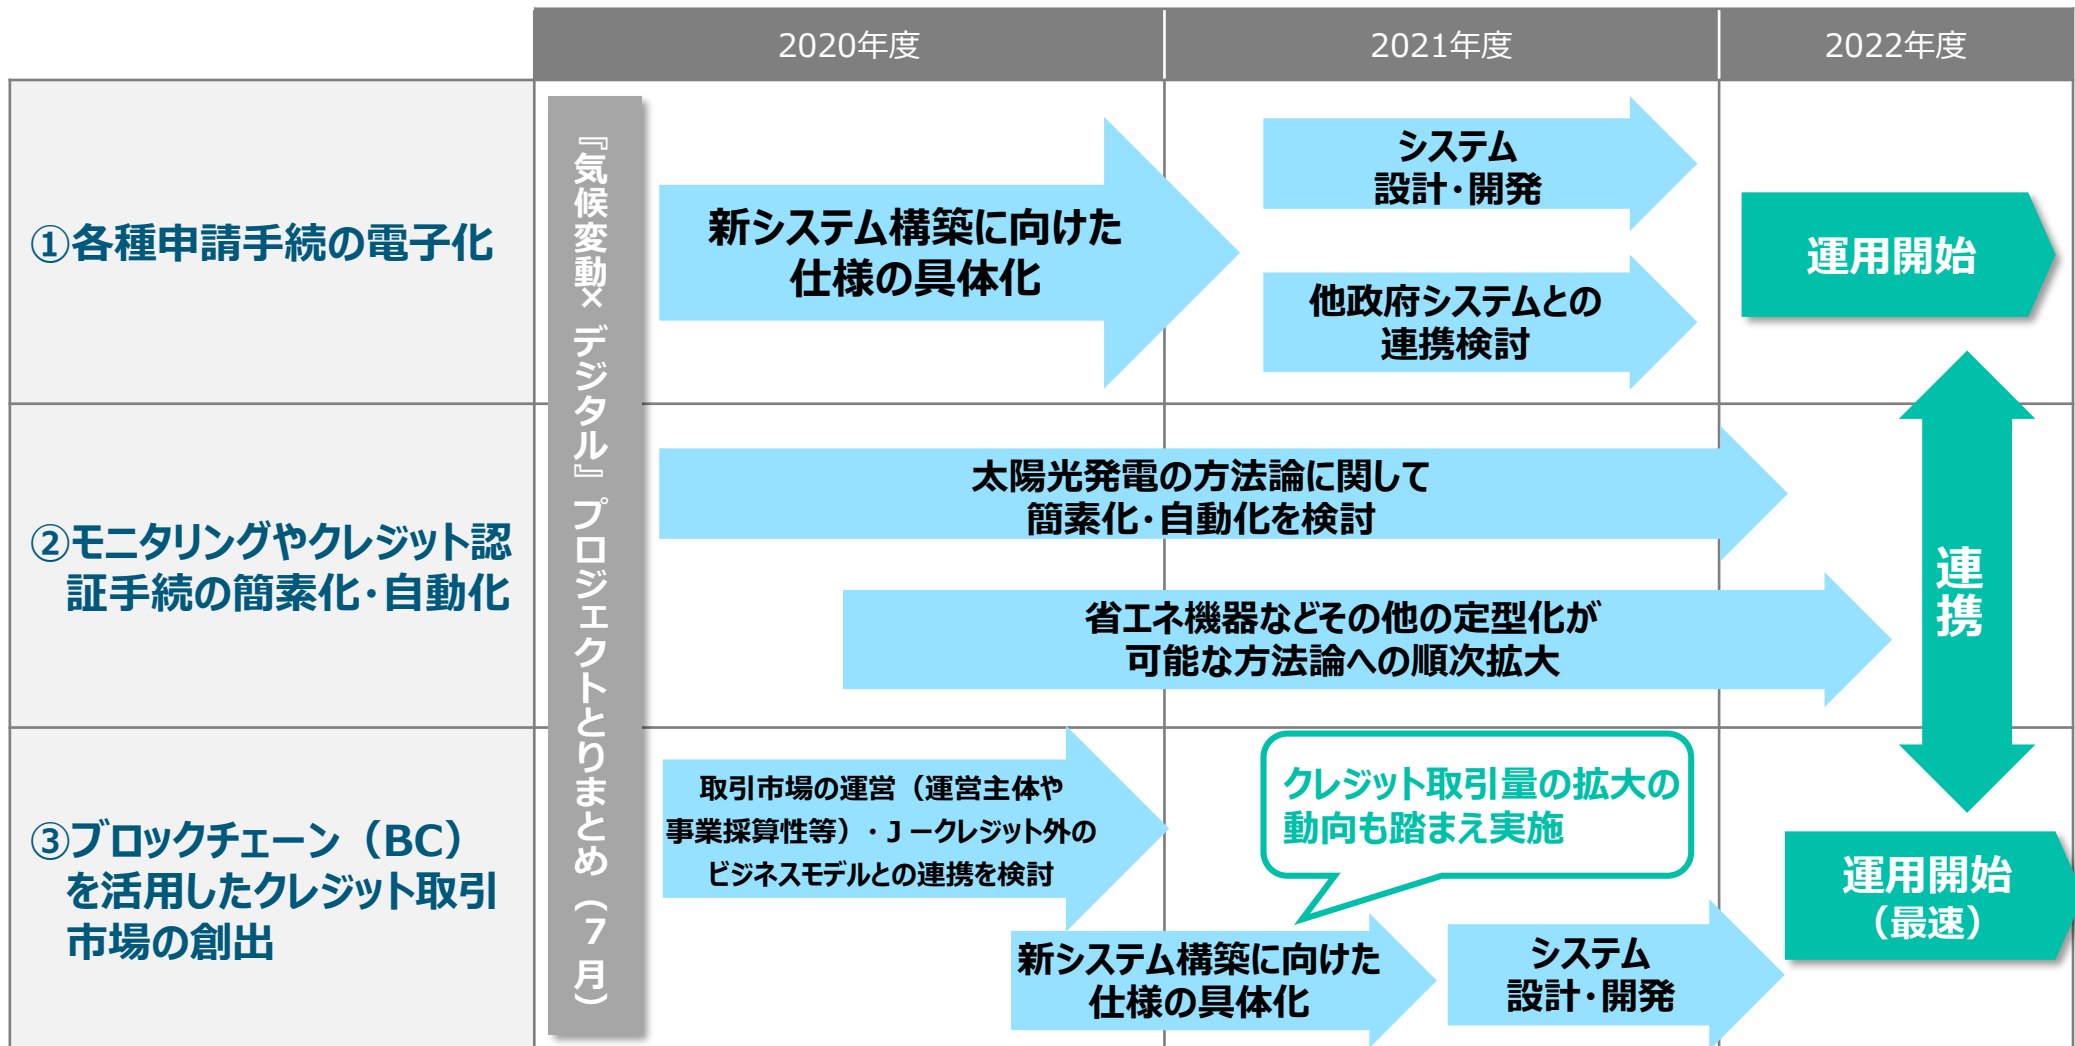 2020年度
2021年度
2022年度
『気候変動×デジタル』プロジェクトとりまとめ（７月）
①各種申請手続の電子化
新システム構築に向けた
仕様の具体化
システム
設計・開発
他政府システムとの
連携検討
運用開始
②モニタリングやクレジット認
証手続の簡素化・自動化
太陽光発電の方法論に関して
簡素化・自動化を検討
省エネ機器などその他の定型化が
可能な方法論への順次拡大
連携
③ブロックチェーン（BC）
を活用したクレジット取引
市場の創出
取引市場の運営（運営主体や
事業採算性等）・Ｊ－クレジット外の
ビジネスモデルとの連携を検討
クレジット取引量の拡大の
動向も踏まえ実施
新システム構築に向けた
仕様の具体化
システム
設計・開発
運用開始
（最速）